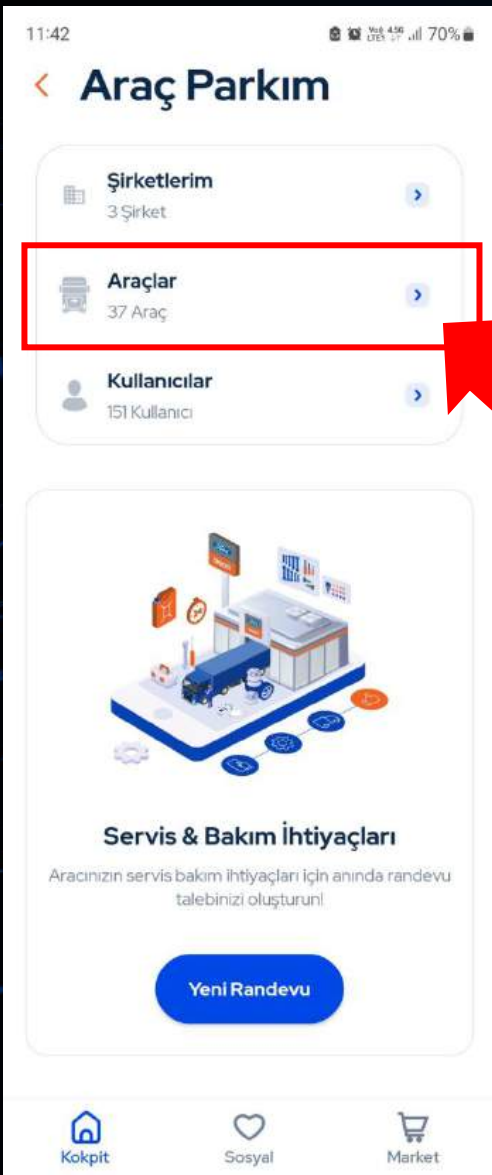 11:42
70%
Araç Parkım
Şirketlerim
3 Şirket
Araçlar
37 Araç
Kullanıcılar
151 Kullanıcı
Servis & Bakım İhtiyaçları
Aracınızın servis bakım ihtiyaçları için anında randevu
talebinizi oluşturun!
Yeni Randevu
Kokpit
Sosyal
Market